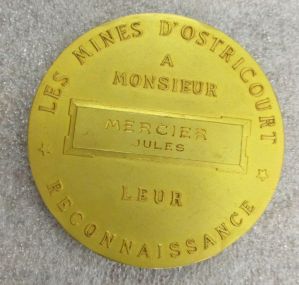 LES MINES D'OSTRICOURT
A
MONSIEUR
MERCIER
JULES
LEUR
RECONNAISSANCE